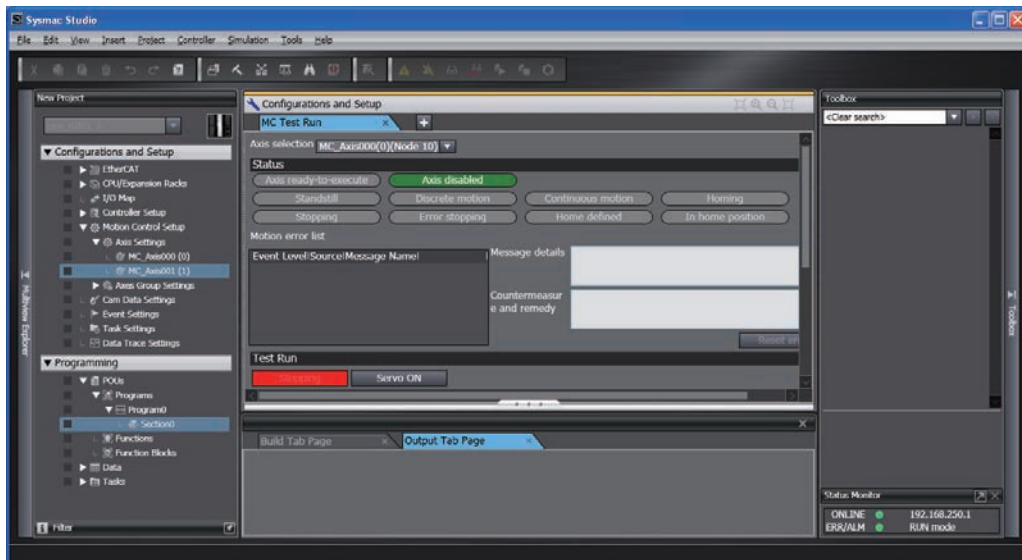 Sysmac Studio
File Edit View Insert Project Controller Simulation Tools Help
Multiview Explorer
New Project
Configurations and Setup
EtherCAT
CPU/Expansion Racks
I/O Map
Controller Setup
Motion Control Setup
Axis Settings
MC_Axis000 (0)
MC_Axis001 (1)
Axes Group Settings
Cam Data Settings
Event Settings
Task Settings
Data Trace Settings
Programming
POUs
Programs
Program0
Section0
Functions
Function Blocks
Data
Tasks
Filter
Configurations and Setup
MC Test Run
Axis selection MC_Axis000(0)(Node 10)
Status
Axis ready-to-execute Axis disabled
Standstill Discrete motion Continuous motion Homing
Stopping Error stopping Home defined In home position
Motion error list
Event Level|Source|Message Name|
Message details
Countermeasur
e and remedy
Reset err
Test Run
Stopping Servo ON
Build Tab Page Output Tab Page
Toolbox
<Clear search>
Toolbox
Status Monitor
ONLINE 192.168.250.1
ERR/ALM RUN mode